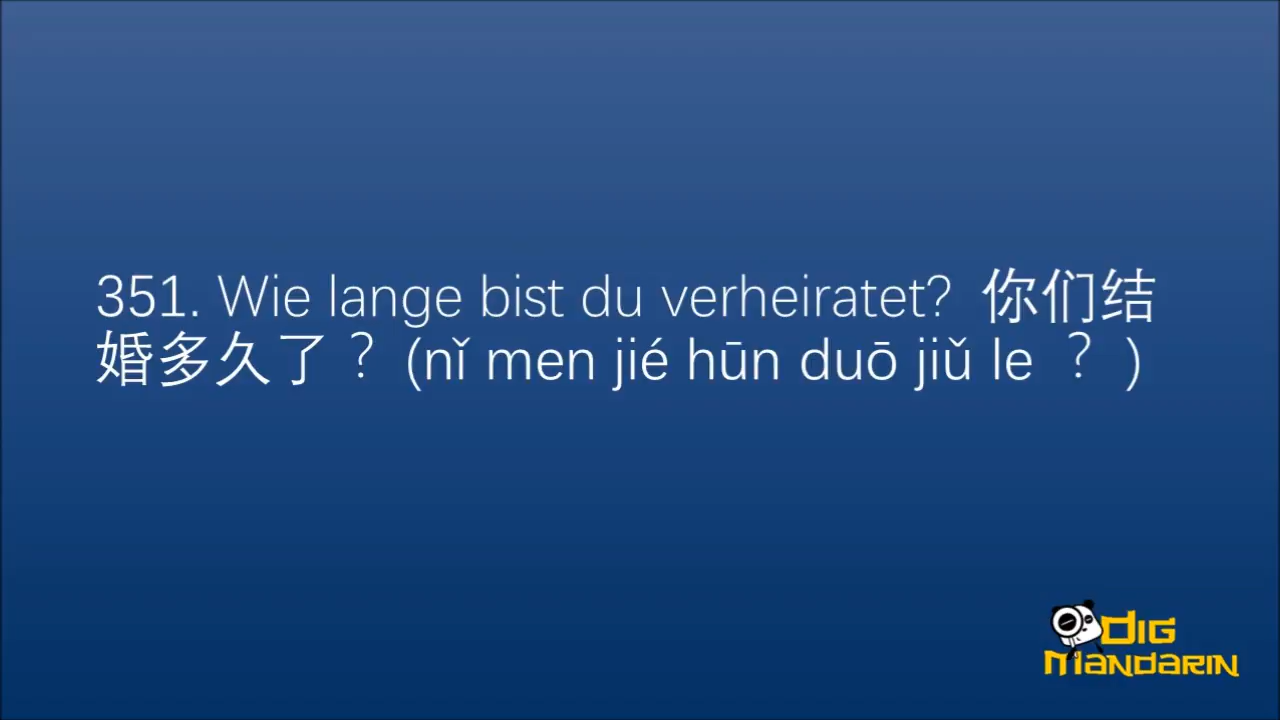 351. Wie lange bist du verheiratet? 你们结
婚多久了？(nǐ men jié hūn duō jiǔ le ？)
DIG
MANDARIN